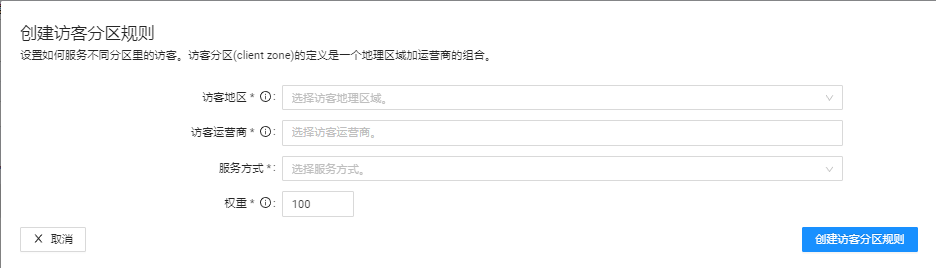 创建访客分区规则
设置如何服务不同分区里的访客。访客分区(client zone)的定义是一个地理区域加运营商的组合。
访客地区 * : 选择访客地理区域。
访客运营商 * : 选择访客运营商。
服务方式 * : 选择服务方式。
权重 * : 100
取消 创建访客分区规则